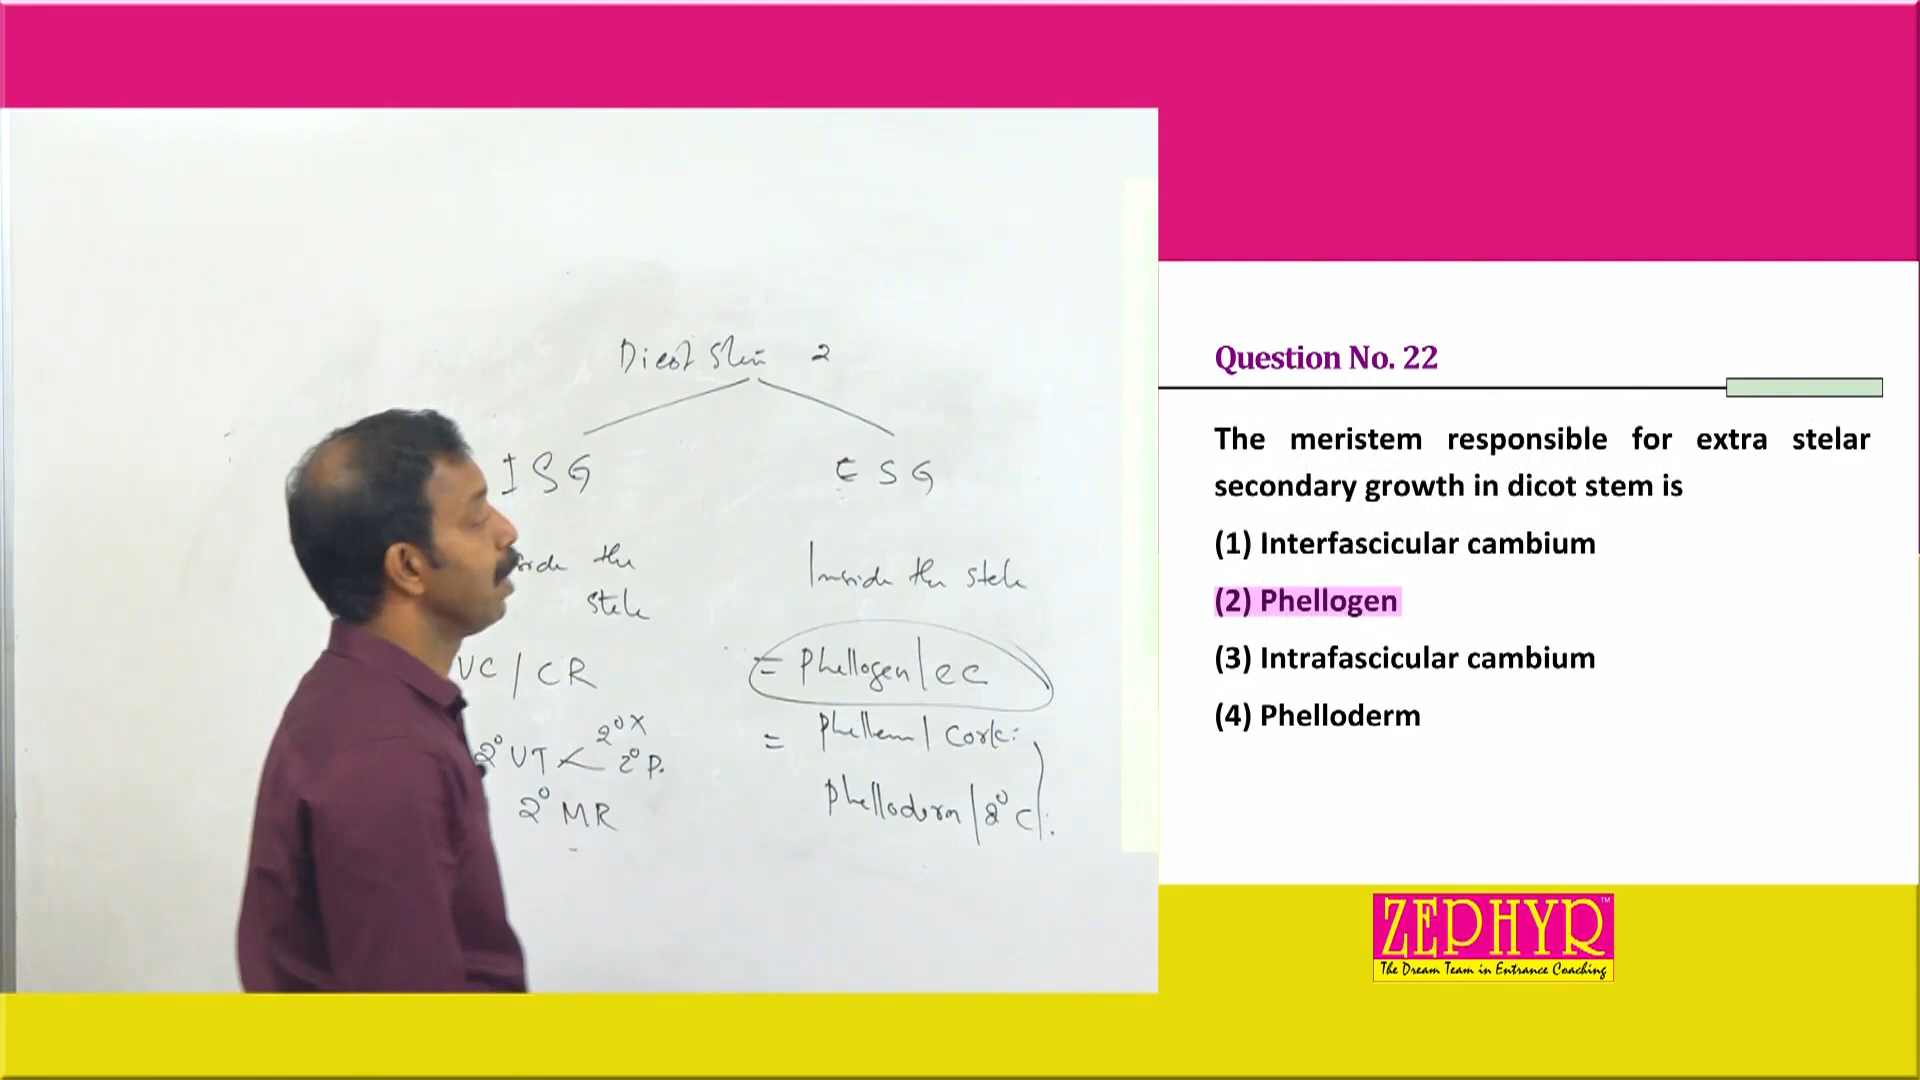 Dicot Stem 2
ISG
ESG
side the
stele
Inside the stele
VC / CR
= Phellogen / CC
2° VT < 2°X
2° P.
2° MR
= Phellem / Cork
Phelloderm / 2° C
Question No. 22
The meristem responsible for extra stelar
secondary growth in dicot stem is
(1) Interfascicular cambium
(2) Phellogen
(3) Intrafascicular cambium
(4) Phelloderm
ZEPHYR™
The Dream Team in Entrance Coaching